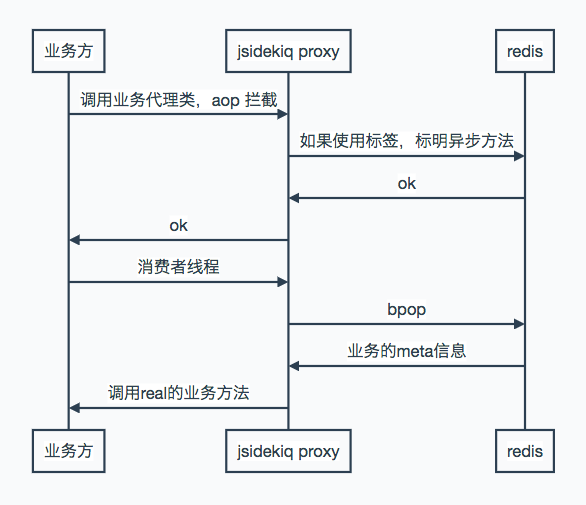 业务方
jsidekiq proxy
redis
调用业务代理类，aop 拦截
如果使用标签，标明异步方法
ok
ok
消费者线程
bpop
业务的meta信息
调用real的业务方法
业务方
jsidekiq proxy
redis